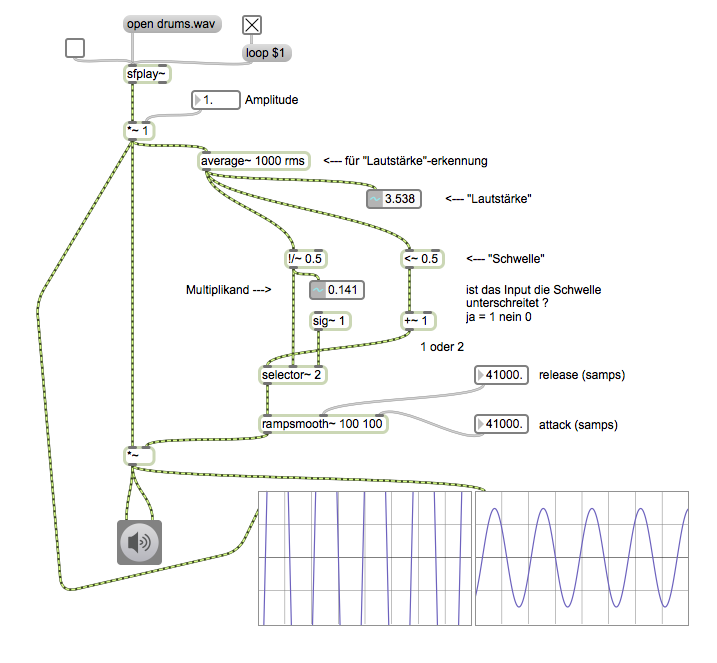 open drums.wav
loop $1
sfplay~
1.
Amplitude
*~ 1
average~ 1000 rms
<--- für "Lautstärke"-erkennung
3.538
<--- "Lautstärke"
!/~ 0.5
<~ 0.5
<--- "Schwelle"
Multiplikand --->
0.141
ist das Input die Schwelle
unterschreitet ?
ja = 1 nein 0
sig~ 1
+~ 1
1 oder 2
selector~ 2
41000.
release (samps)
rampsmooth~ 100 100
41000.
attack (samps)
*~